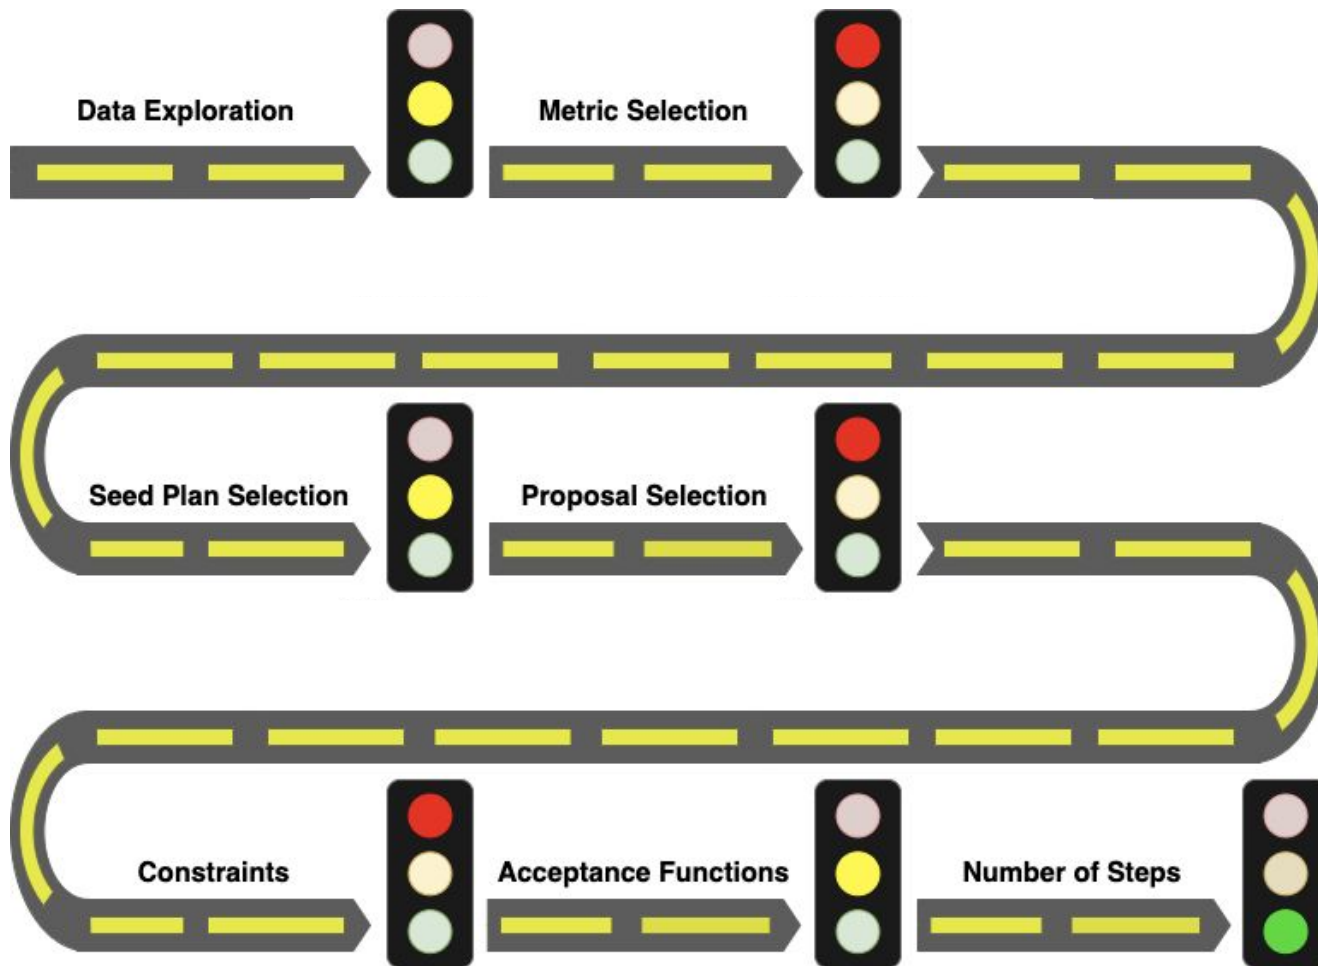 Data Exploration
Metric Selection
Seed Plan Selection
Proposal Selection
Constraints
Acceptance Functions
Number of Steps